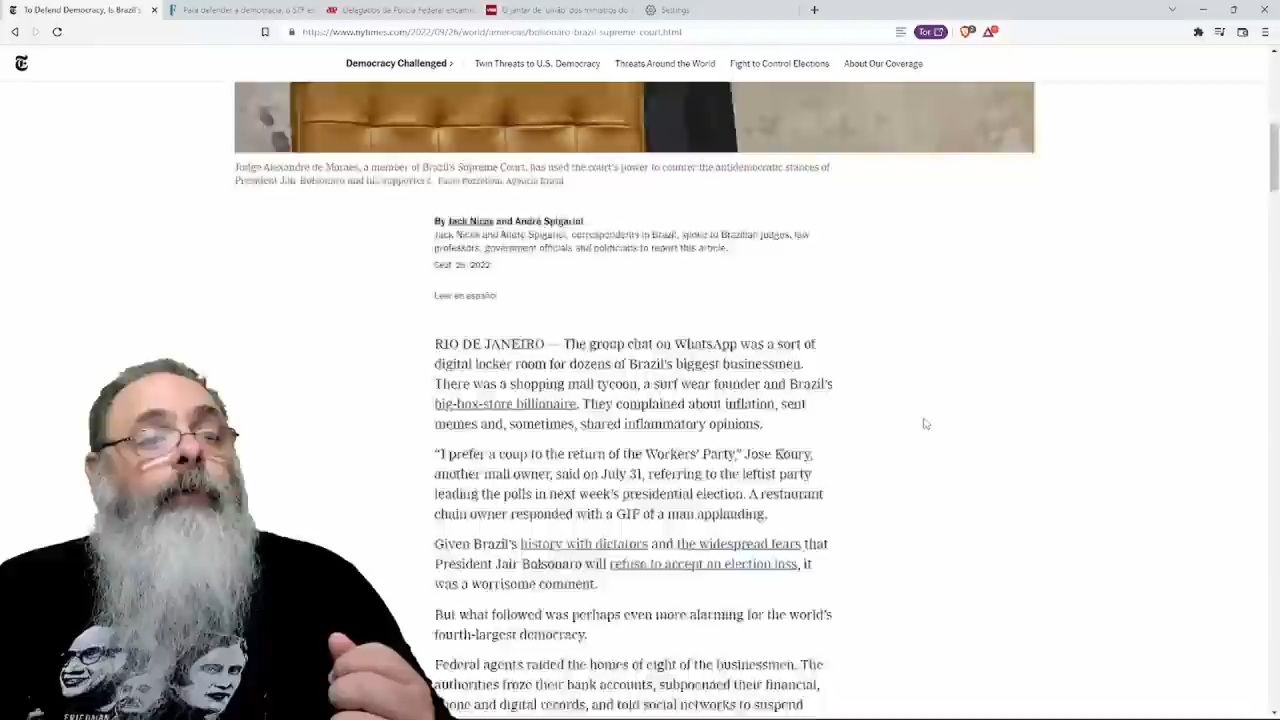 To Defend Democracy, Is Brazil's
Para defender a democracia, o STF ex
Delegados da Polícia Federal encam
O jantar de 'união' dos ministros do
Settings
https://www.nytimes.com/2022/09/26/world/americas/bolsonaro-brazil-supreme-court.html
Tor
Democracy Challenged
Twin Threats to U.S. Democracy
Threats Around the World
Fight to Control Elections
About Our Coverage
Judge Alexandre de Moraes, a member of Brazil's Supreme Court, has used the court's power to counter the antidemocratic stances of
President Jair Bolsonaro and his supporters.
By Jack Nicas and André Spigariol
Jack Nicas and André Spigariol, correspondents in Brazil, spoke to Brazilian judges, law
professors, government officials and politicians to report this article.
Sept. 26, 2022
Leer en español
RIO DE JANEIRO — The group chat on WhatsApp was a sort of
digital locker room for dozens of Brazil's biggest businessmen.
There was a shopping mall tycoon, a surf wear founder and Brazil's
big-box-store billionaire. They complained about inflation, sent
memes and, sometimes, shared inflammatory opinions.
“I prefer a coup to the return of the Workers' Party,” Jose Koury,
another mall owner, said on July 31, referring to the leftist party
leading the polls in next week's presidential election. A restaurant
chain owner responded with a GIF of a man applauding.
Given Brazil's history with dictators and the widespread fears that
President Jair Bolsonaro will refuse to accept an election loss, it
was a worrisome comment.
But what followed was perhaps even more alarming for the world's
fourth-largest democracy.
Federal agents raided the homes of eight of the businessmen. The
authorities froze their bank accounts, subpoenaed their financial,
phone and digital records, and told social networks to suspend
FRIEDMAN